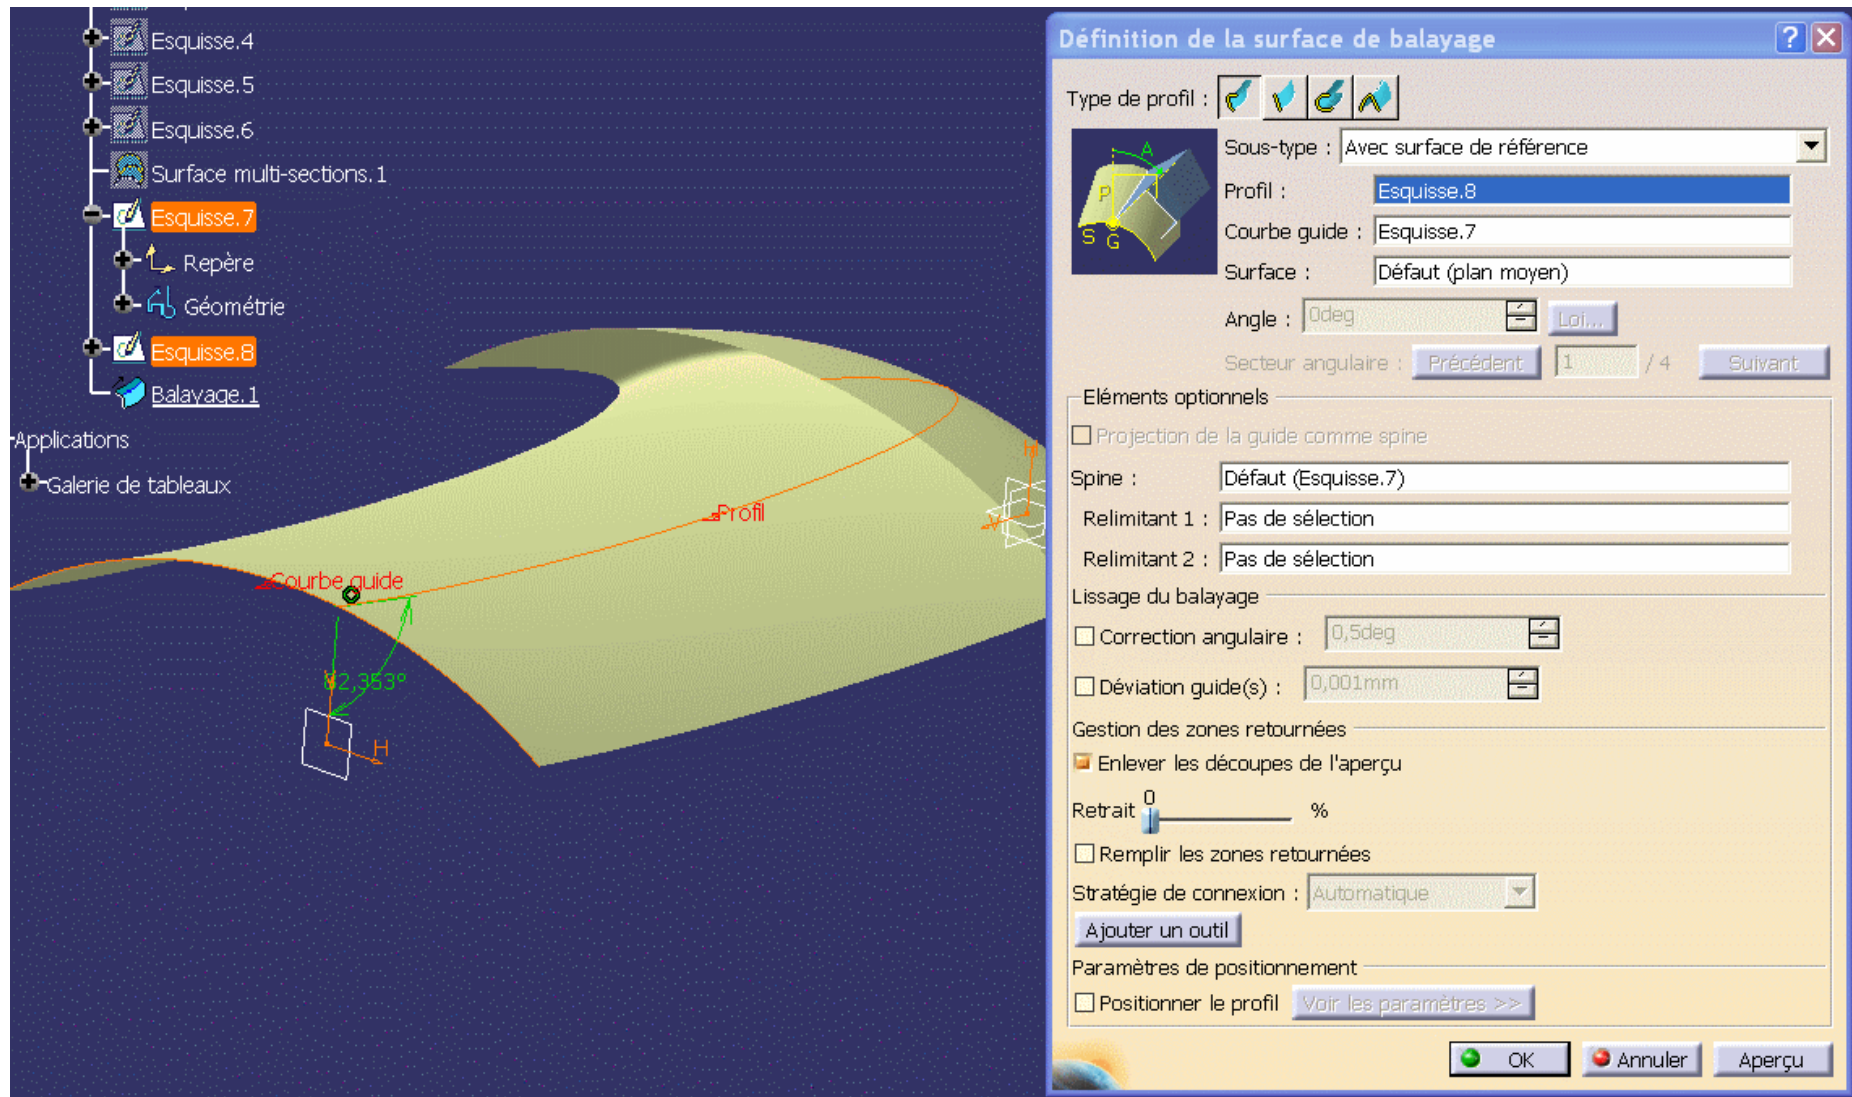 Esquisse.4
Esquisse.5
Esquisse.6
Surface multi-sections.1
Esquisse.7
Repère
Géométrie
Esquisse.8
Balayage.1
Applications
Galerie de tableaux
Profil
Courbe guide
82,353°
H
V
H
Définition de la surface de balayage
Type de profil :
A
P
S G
Sous-type : Avec surface de référence
Profil : Esquisse.8
Courbe guide : Esquisse.7
Surface : Défaut (plan moyen)
Angle : 0deg Loi...
Secteur angulaire : Précédent 1 / 4 Suivant
Eléments optionnels
Projection de la guide comme spine
Spine : Défaut (Esquisse.7)
Relimitant 1 : Pas de sélection
Relimitant 2 : Pas de sélection
Lissage du balayage
Correction angulaire : 0,5deg
Déviation guide(s) : 0,001mm
Gestion des zones retournées
Enlever les découpes de l'aperçu
Retrait 0 %
Remplir les zones retournées
Stratégie de connexion : Automatique
Ajouter un outil
Paramètres de positionnement
Positionner le profil Voir les paramètres >>
OK Annuler Aperçu